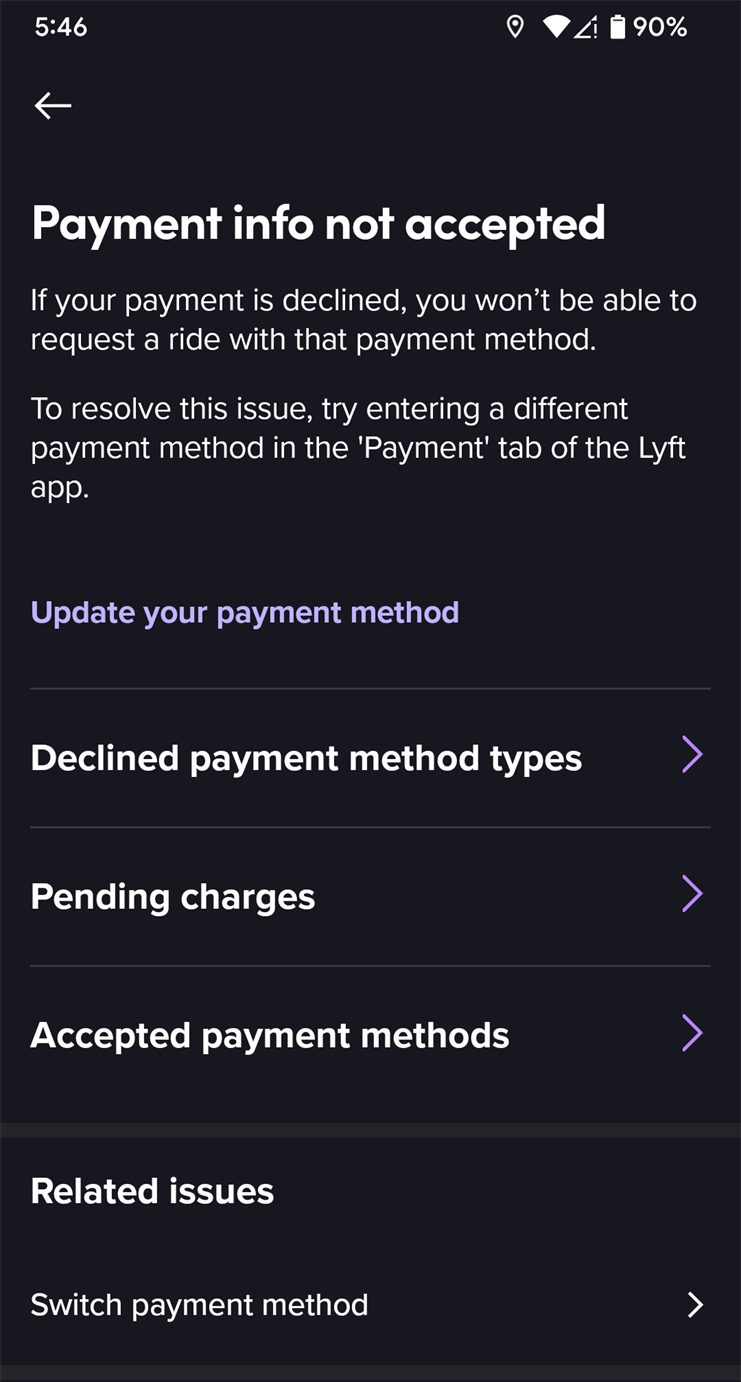 5:46
90%
Payment info not accepted
If your payment is declined, you won’t be able to
request a ride with that payment method.
To resolve this issue, try entering a different
payment method in the 'Payment' tab of the Lyft
app.
Update your payment method
Declined payment method types
Pending charges
Accepted payment methods
Related issues
Switch payment method